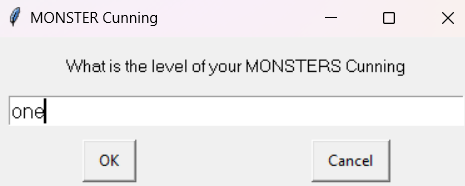 MONSTER Cunning
What is the level of your MONSTERS Cunning
one
OK Cancel